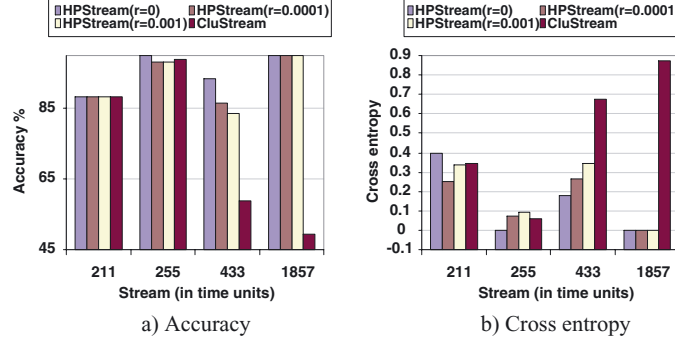 HPStream(r=0) HPStream(r=0.0001)
HPStream(r=0.001) CluStream
Accuracy %
85
65
45
211 255 433 1857
Stream (in time units)
a) Accuracy
HPStream(r=0) HPStream(r=0.0001)
HPStream(r=0.001) CluStream
Cross entropy
0.9
0.8
0.7
0.6
0.5
0.4
0.3
0.2
0.1
0
-0.1
211 255 433 1857
Stream (in time units)
b) Cross entropy